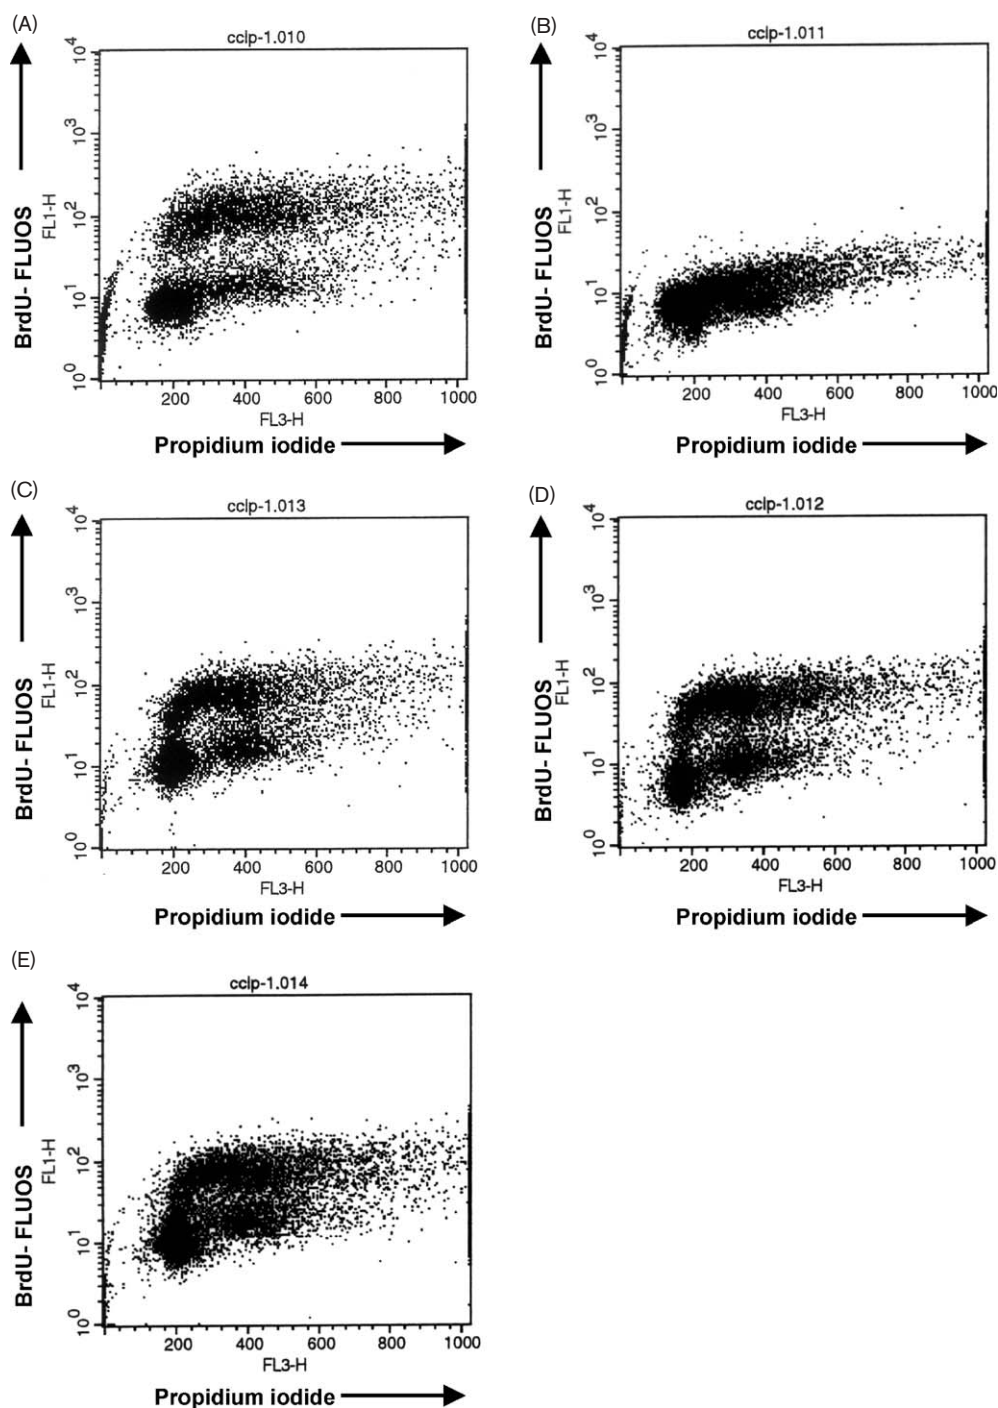 (A)
cclp-1.010
10^4
10^3
10^2
10^1
10^0
BrdU- FLUOS
FL1-H
200 400 600 800 1000
FL3-H
Propidium iodide
(B)
cclp-1.011
10^4
10^3
10^2
10^1
10^0
BrdU- FLUOS
FL1-H
200 400 600 800 1000
FL3-H
Propidium iodide
(C)
cclp-1.013
10^4
10^3
10^2
10^1
10^0
BrdU- FLUOS
FL1-H
200 400 600 800 1000
FL3-H
Propidium iodide
(D)
cclp-1.012
10^4
10^3
10^2
10^1
10^0
BrdU- FLUOS
FL1-H
200 400 600 800 1000
FL3-H
Propidium iodide
(E)
cclp-1.014
10^4
10^3
10^2
10^1
10^0
BrdU- FLUOS
FL1-H
200 400 600 800 1000
FL3-H
Propidium iodide